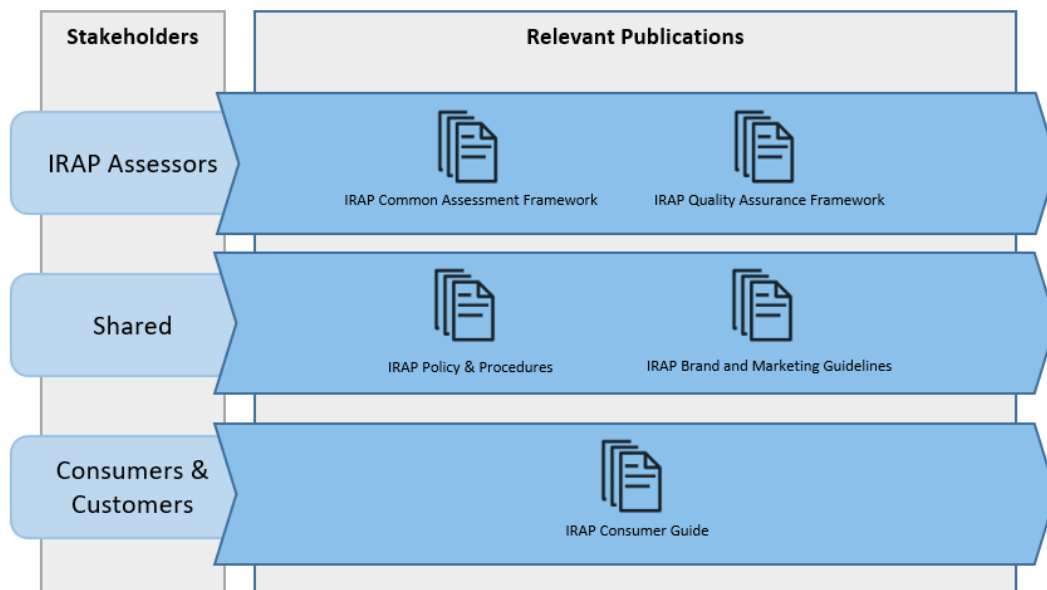 Stakeholders
Relevant Publications
IRAP Assessors
IRAP Common Assessment Framework
IRAP Quality Assurance Framework
Shared
IRAP Policy & Procedures
IRAP Brand and Marketing Guidelines
Consumers &
Customers
IRAP Consumer Guide